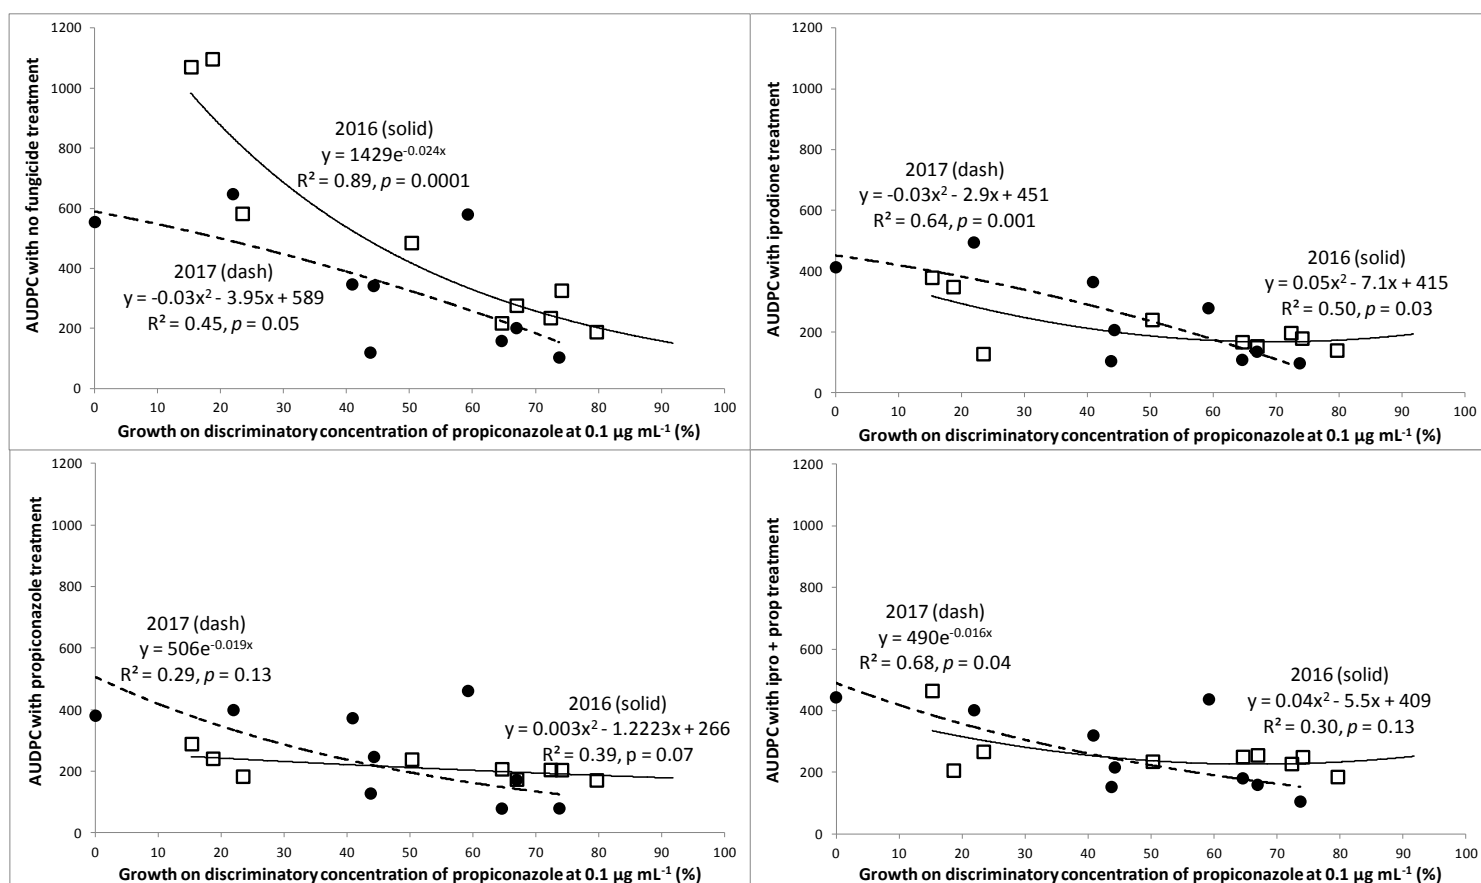 AUDPC with no fungicide treatment
1200
1000
800
600
400
200
0
2016 (solid)
y = 1429e^-0.024x
R² = 0.89, p = 0.0001
2017 (dash)
y = -0.03x² - 3.95x + 589
R² = 0.45, p = 0.05
0 10 20 30 40 50 60 70 80 90 100
Growth on discriminatory concentration of propiconazole at 0.1 µg mL⁻¹ (%)
AUDPC with iprodione treatment
1200
1000
800
600
400
200
0
2017 (dash)
y = -0.03x² - 2.9x + 451
R² = 0.64, p = 0.001
2016 (solid)
y = 0.05x² - 7.1x + 415
R² = 0.50, p = 0.03
0 10 20 30 40 50 60 70 80 90 100
Growth on discriminatory concentration of propiconazole at 0.1 µg mL⁻¹ (%)
AUDPC with propiconazole treatment
1200
1000
800
600
400
200
0
2017 (dash)
y = 506e^-0.019x
R² = 0.29, p = 0.13
2016 (solid)
y = 0.003x² - 1.2223x + 266
R² = 0.39, p = 0.07
0 10 20 30 40 50 60 70 80 90 100
Growth on discriminatory concentration of propiconazole at 0.1 µg mL⁻¹ (%)
AUDPC with ipro + prop treatment
1200
1000
800
600
400
200
0
2017 (dash)
y = 490e^-0.016x
R² = 0.68, p = 0.04
2016 (solid)
y = 0.04x² - 5.5x + 409
R² = 0.30, p = 0.13
0 10 20 30 40 50 60 70 80 90 100
Growth on discriminatory concentration of propiconazole at 0.1 µg mL⁻¹ (%)